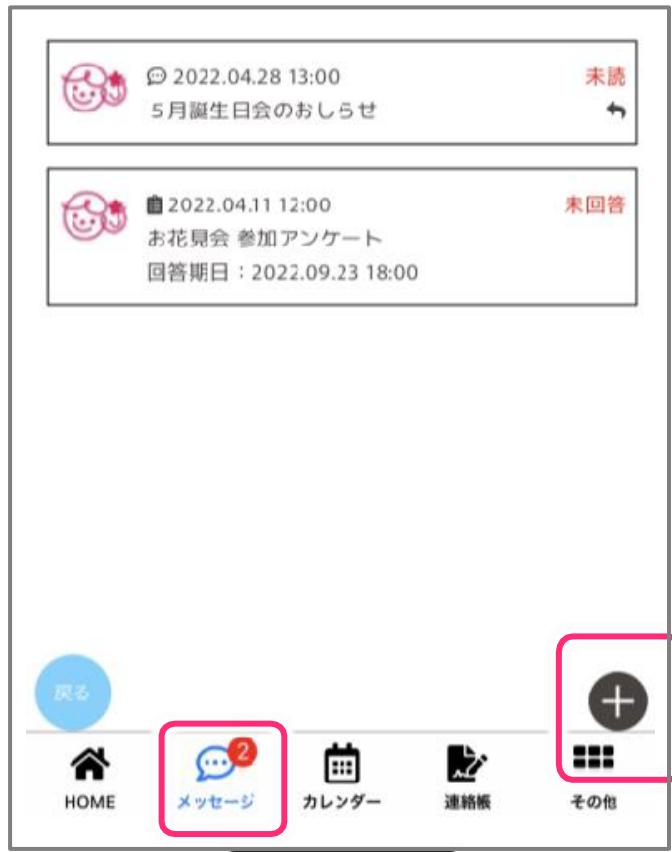 2022.04.28 13:00 未読
5月誕生日会のおしらせ
2022.04.11 12:00 未回答
お花見会 参加アンケート
回答期日：2022.09.23 18:00
戻る
2
HOME メッセージ カレンダー 連絡帳 その他